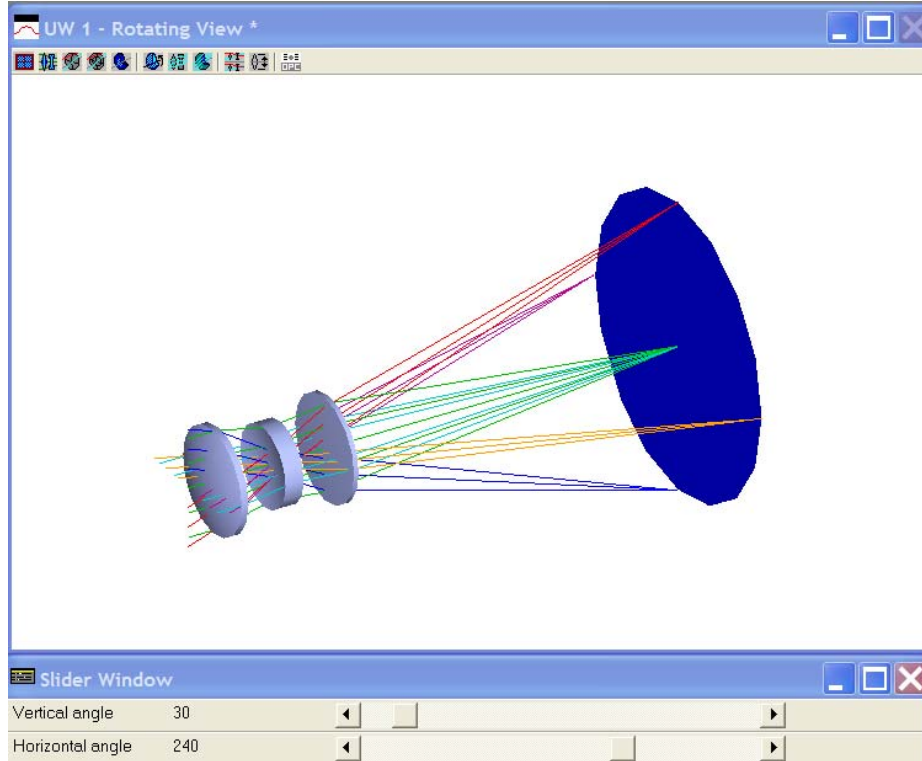 UW 1 - Rotating View *
Slider Window
Vertical angle 30
Horizontal angle 240